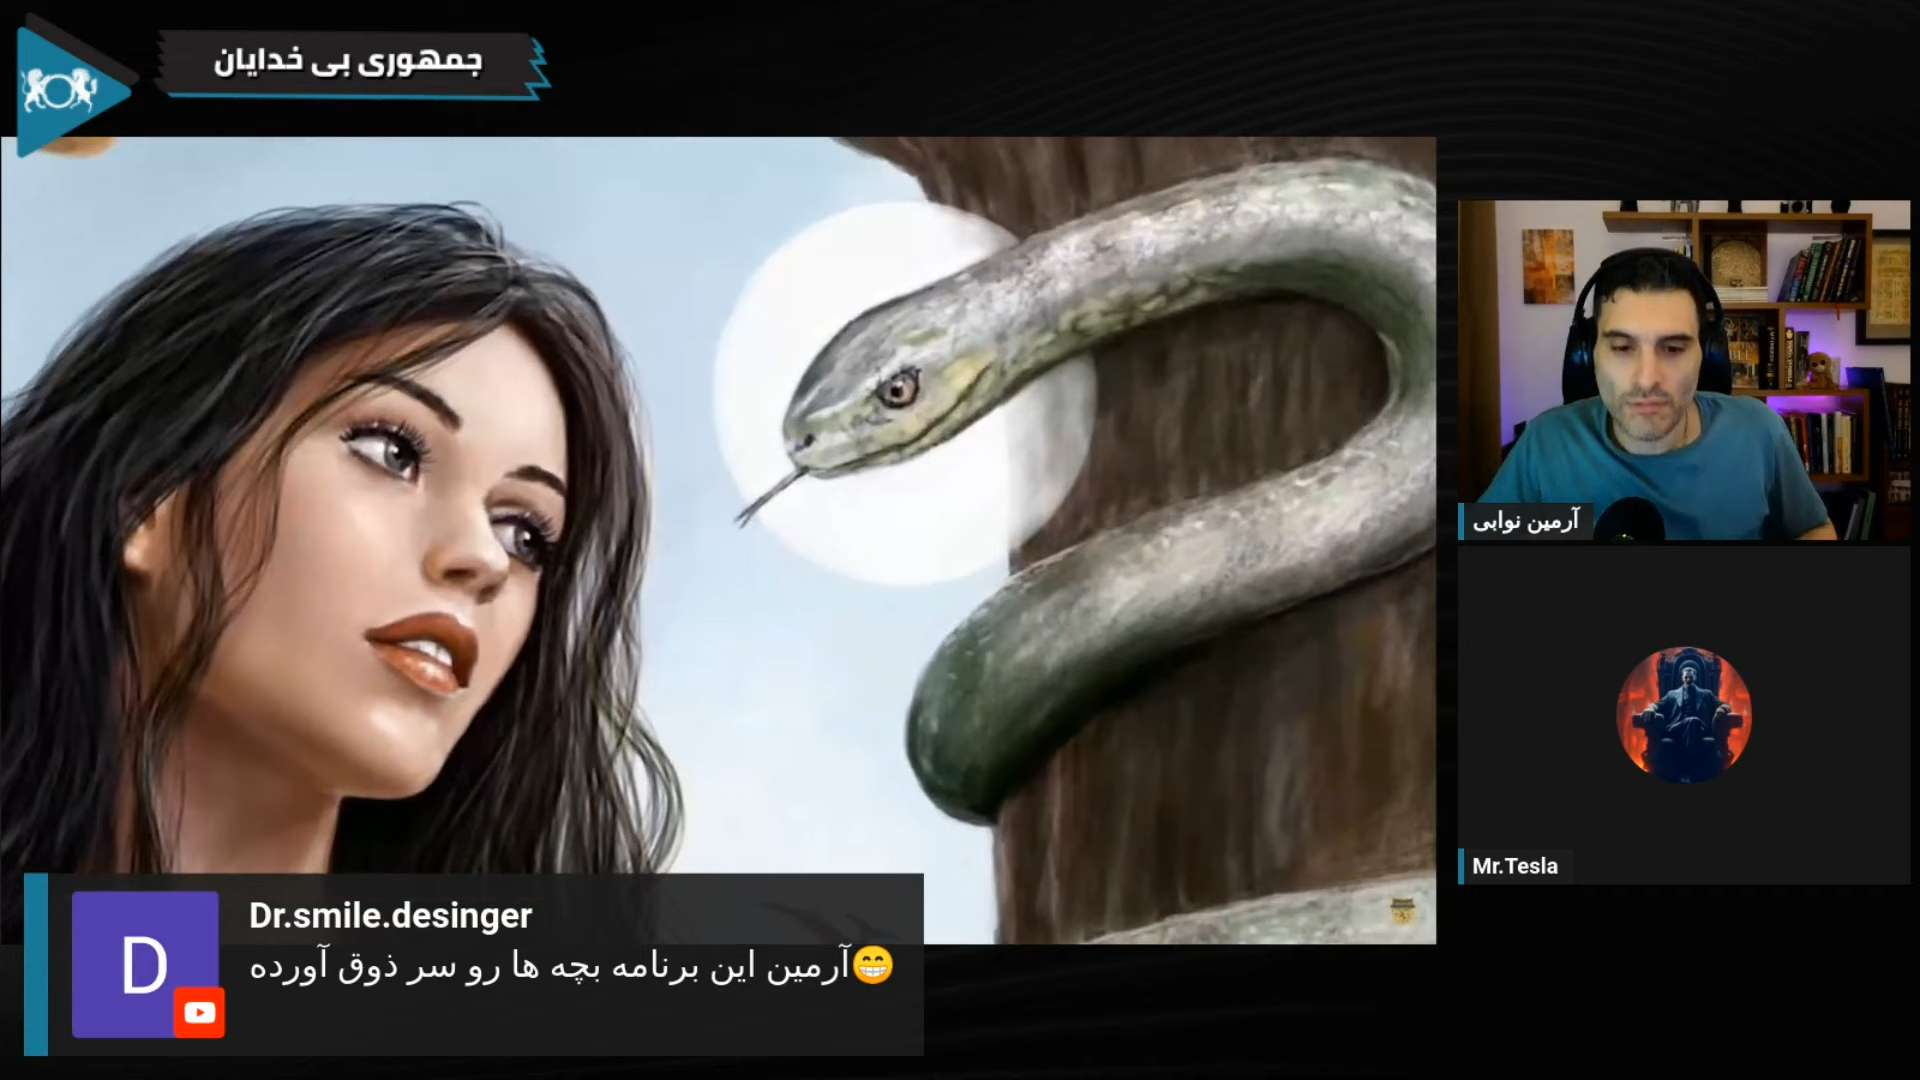 جمهوری بی خدایان
آرمین نوابی
Mr.Tesla
Dr.smile.desinger
😁آرمین این برنامه بچه ها رو سر ذوق آورده
D